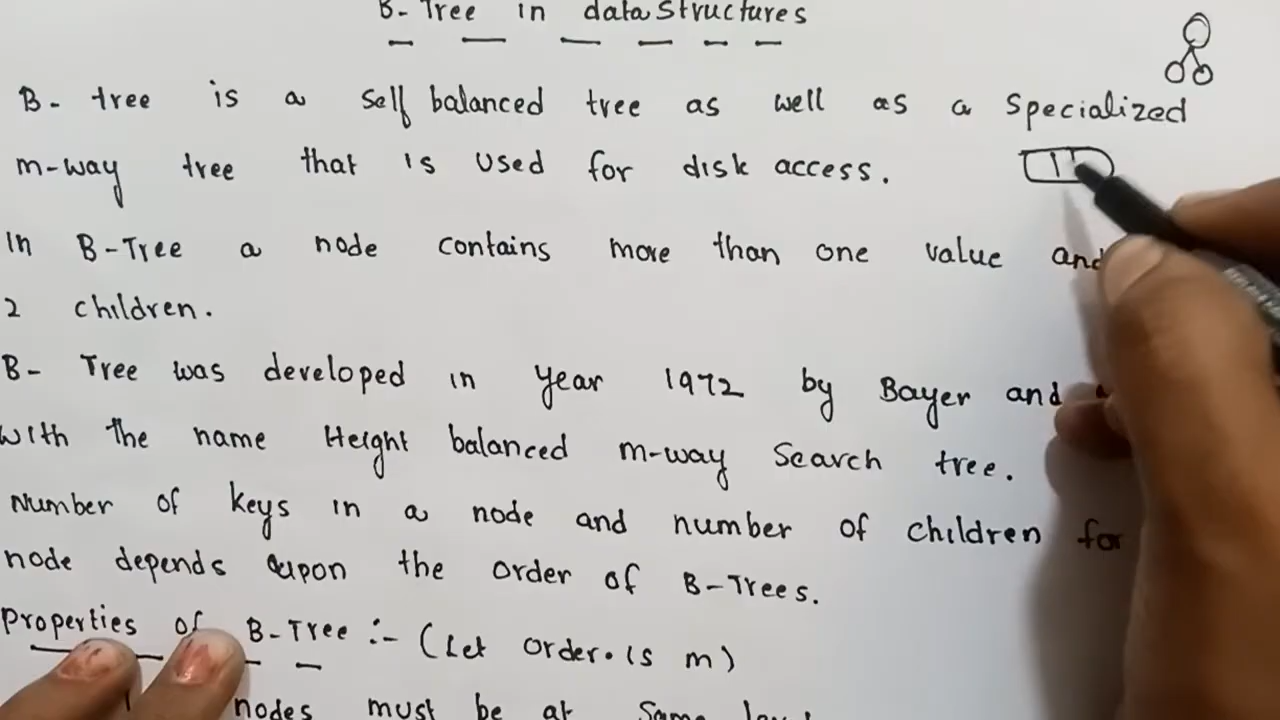 B-Tree in data structures
B- tree is a self balanced tree as well as a specialized
m-way tree that is used for disk access.
In B-Tree a node contains more than one value and
2 children.
B- Tree was developed in year 1972 by Bayer and
with the name Height balanced m-way search tree.
Number of keys in a node and number of children for
node depends upon the order of B-Trees.
Properties of B-Tree :- (Let order is m)
nodes must be at same